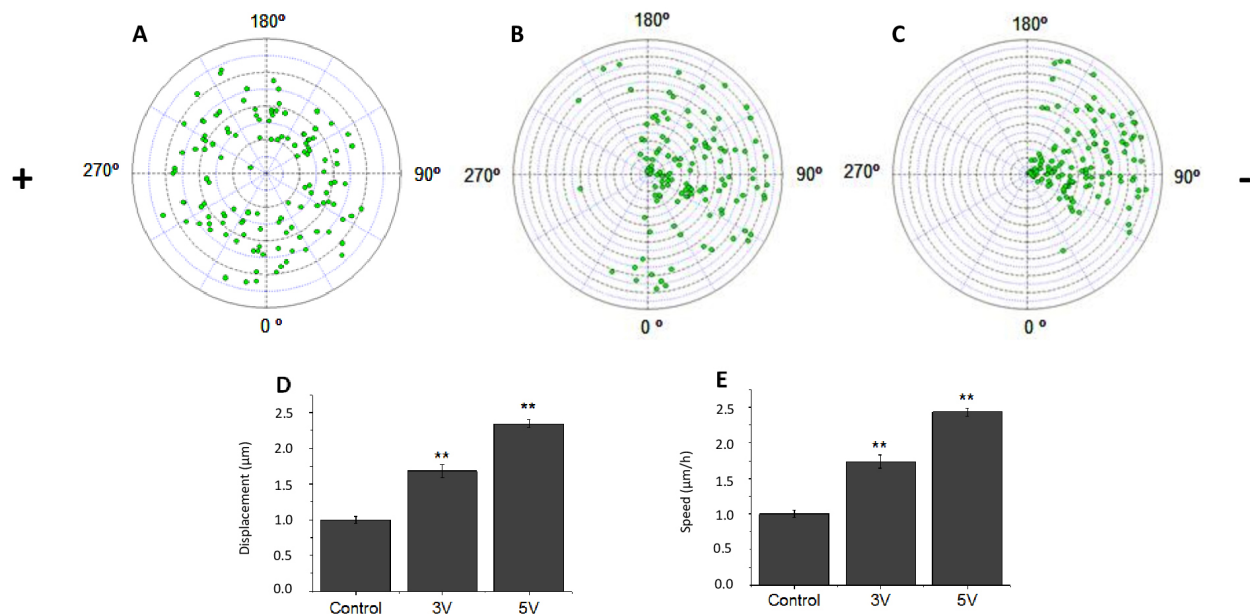 A
B
C
180º
180º
180º
+
270º
90º
270º
90º
270º
90º
-
0 º
0 º
0 º
D
E
Displacement (µm)
2.5
2.0
1.5
1.0
0.5
0.0
**
**
Control
3V
5V
Speed (µm/h)
2.5
2.0
1.5
1.0
0.5
0.0
**
**
Control
3V
5V